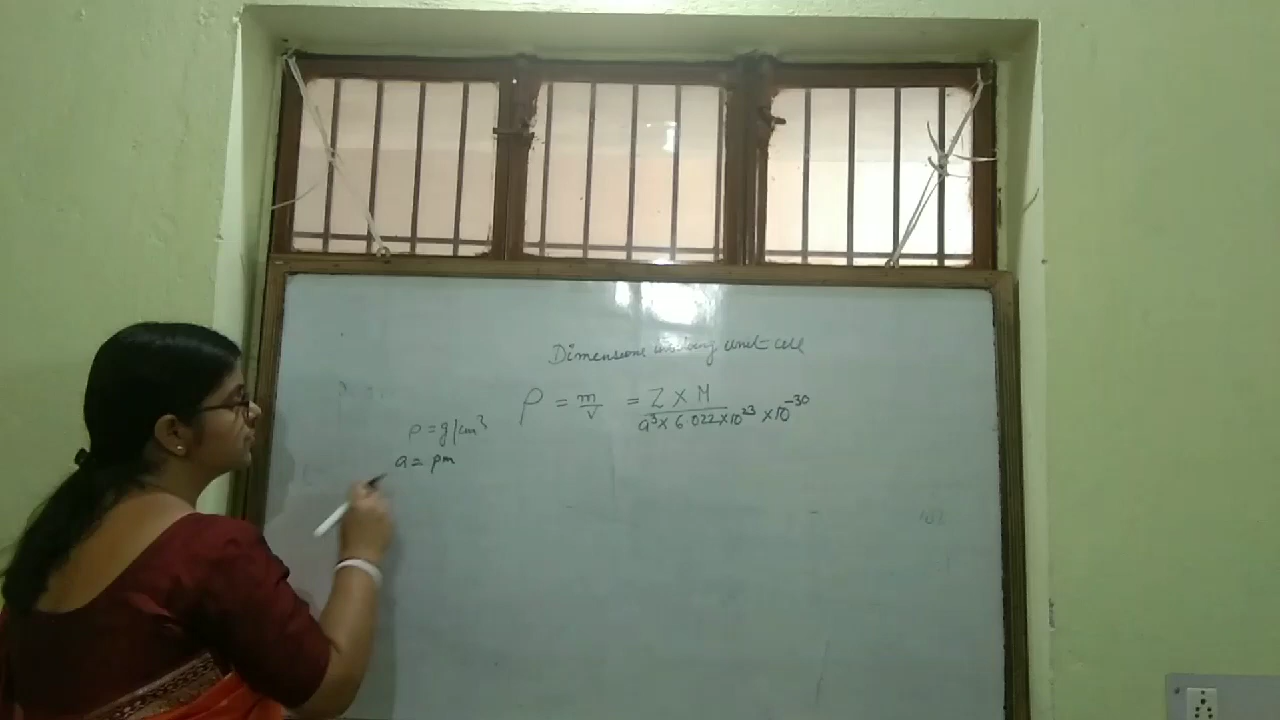 Dimensions involving unit cell
ρ = m/v = Z × M / a³ × 6.022 × 10²³ × 10⁻³⁰
ρ = g/cm³
a = pm